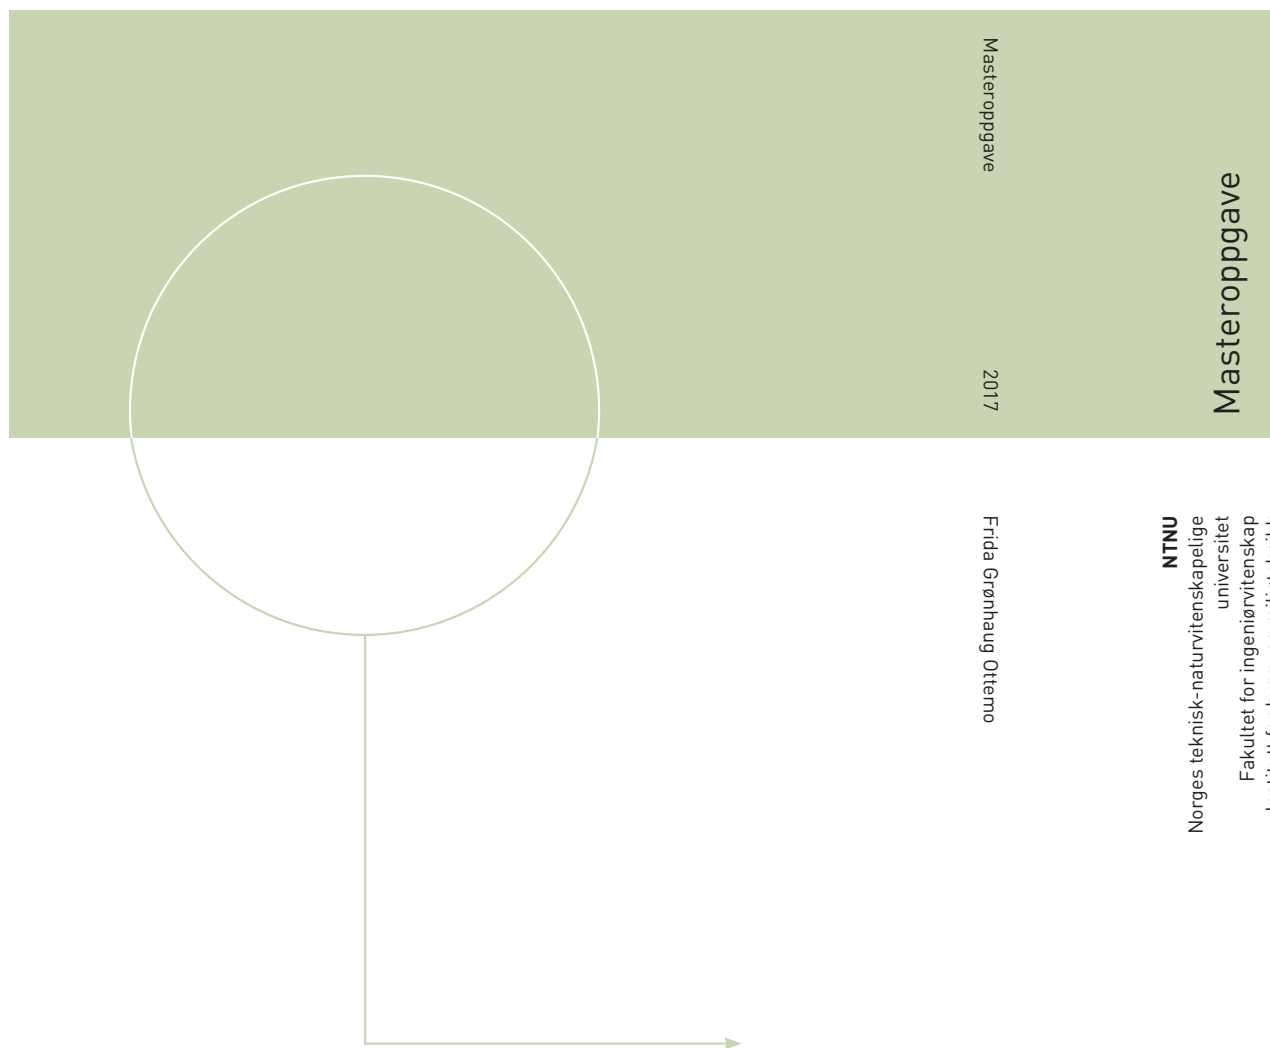 Masteroppgave
2017
Frida Grønhaug Ottemo
Masteroppgave
NTNU
Norges teknisk-naturvitenskapelige
universitet
Fakultet for ingeniørvitenskap